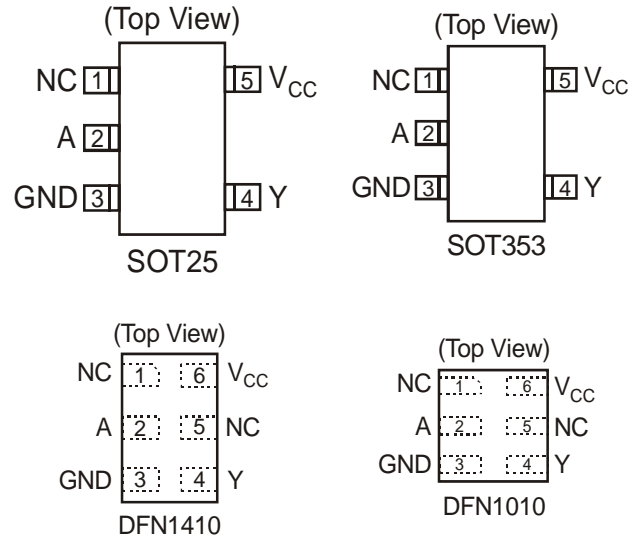 (Top View)
NC 1 5 VCC
A 2
GND 3 4 Y
SOT25
(Top View)
NC 1 5 VCC
A 2
GND 3 4 Y
SOT353
(Top View)
NC 1 6 VCC
A 2 5 NC
GND 3 4 Y
DFN1410
(Top View)
NC 1 6 VCC
A 2 5 NC
GND 3 4 Y
DFN1010